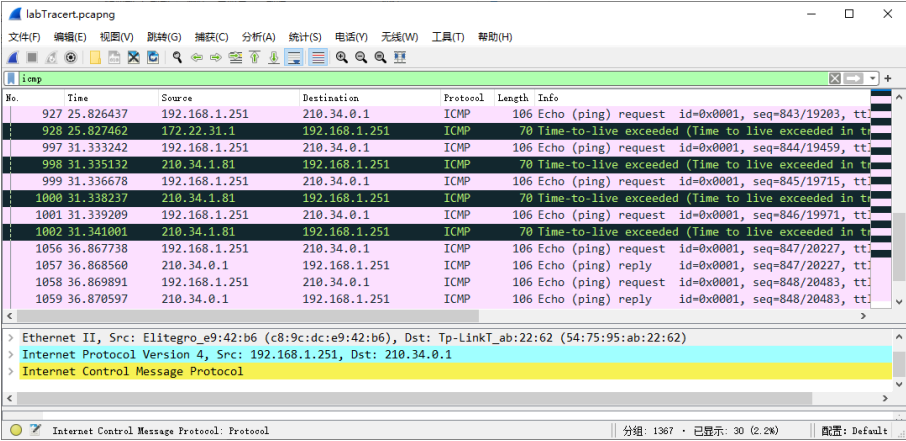 labTracert.pcapng
文件(F) 编辑(E) 视图(V) 跳转(G) 捕获(C) 分析(A) 统计(S) 电话(Y) 无线(W) 工具(T) 帮助(H)
icmp
No. Time Source Destination Protocol Length Info
927 25.826437 192.168.1.251 210.34.0.1 ICMP 106 Echo (ping) request id=0x0001, seq=843/19203, ttl
928 25.827462 172.22.31.1 192.168.1.251 ICMP 70 Time-to-live exceeded (Time to live exceeded in tr
997 31.333242 192.168.1.251 210.34.0.1 ICMP 106 Echo (ping) request id=0x0001, seq=844/19459, ttl
998 31.335132 210.34.1.81 192.168.1.251 ICMP 70 Time-to-live exceeded (Time to live exceeded in tr
999 31.336678 192.168.1.251 210.34.0.1 ICMP 106 Echo (ping) request id=0x0001, seq=845/19715, ttl
1000 31.338237 210.34.1.81 192.168.1.251 ICMP 70 Time-to-live exceeded (Time to live exceeded in tr
1001 31.339209 192.168.1.251 210.34.0.1 ICMP 106 Echo (ping) request id=0x0001, seq=846/19971, ttl
1002 31.341001 210.34.1.81 192.168.1.251 ICMP 70 Time-to-live exceeded (Time to live exceeded in tr
1056 36.867738 192.168.1.251 210.34.0.1 ICMP 106 Echo (ping) request id=0x0001, seq=847/20227, ttl
1057 36.868560 210.34.0.1 192.168.1.251 ICMP 106 Echo (ping) reply id=0x0001, seq=847/20227, ttl
1058 36.869891 192.168.1.251 210.34.0.1 ICMP 106 Echo (ping) request id=0x0001, seq=848/20483, ttl
1059 36.870597 210.34.0.1 192.168.1.251 ICMP 106 Echo (ping) reply id=0x0001, seq=848/20483, ttl
Ethernet II, Src: Elitegro_e9:42:b6 (c8:9c:dc:e9:42:b6), Dst: Tp-LinkT_ab:22:62 (54:75:95:ab:22:62)
Internet Protocol Version 4, Src: 192.168.1.251, Dst: 210.34.0.1
Internet Control Message Protocol
Internet Control Message Protocol: Protocol 分组: 1367 · 已显示: 30 (2.2%) 配置: Default